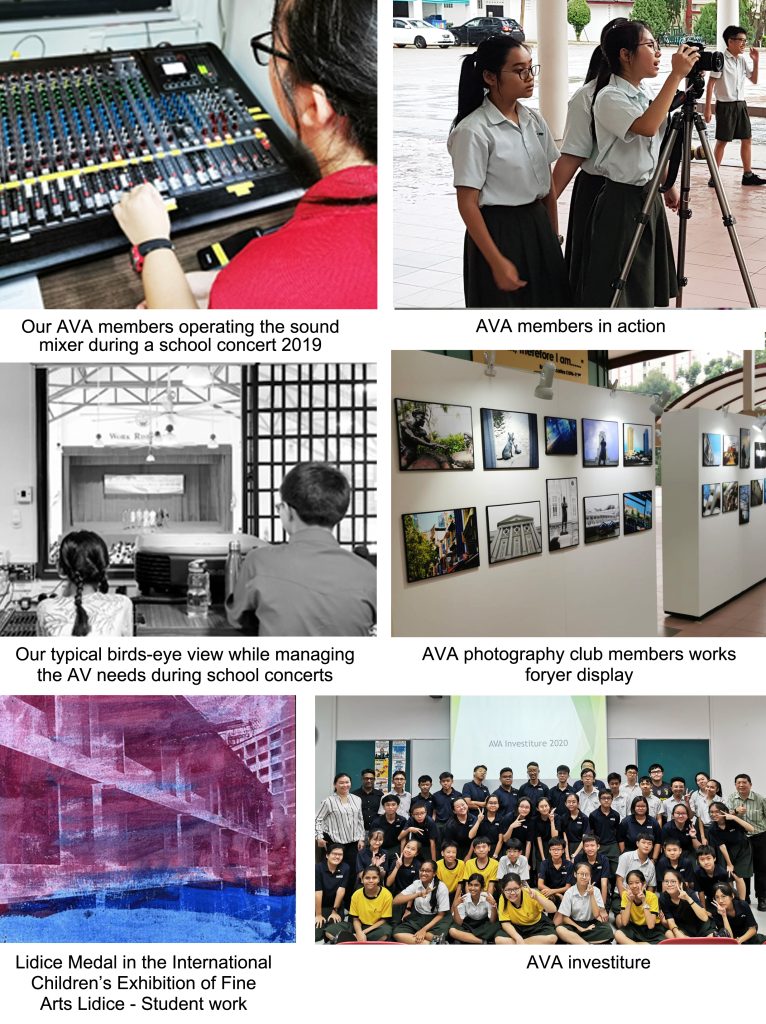 Our AVA members operating the sound
mixer during a school concert 2019
AVA members in action
WORK
therefore I am.....
Our typical birds-eye view while managing
the AV needs during school concerts
AVA photography club members works
foryer display
AVA Investiture 2020
Lidice Medal in the International
Children's Exhibition of Fine
Arts Lidice - Student work
AVA investiture